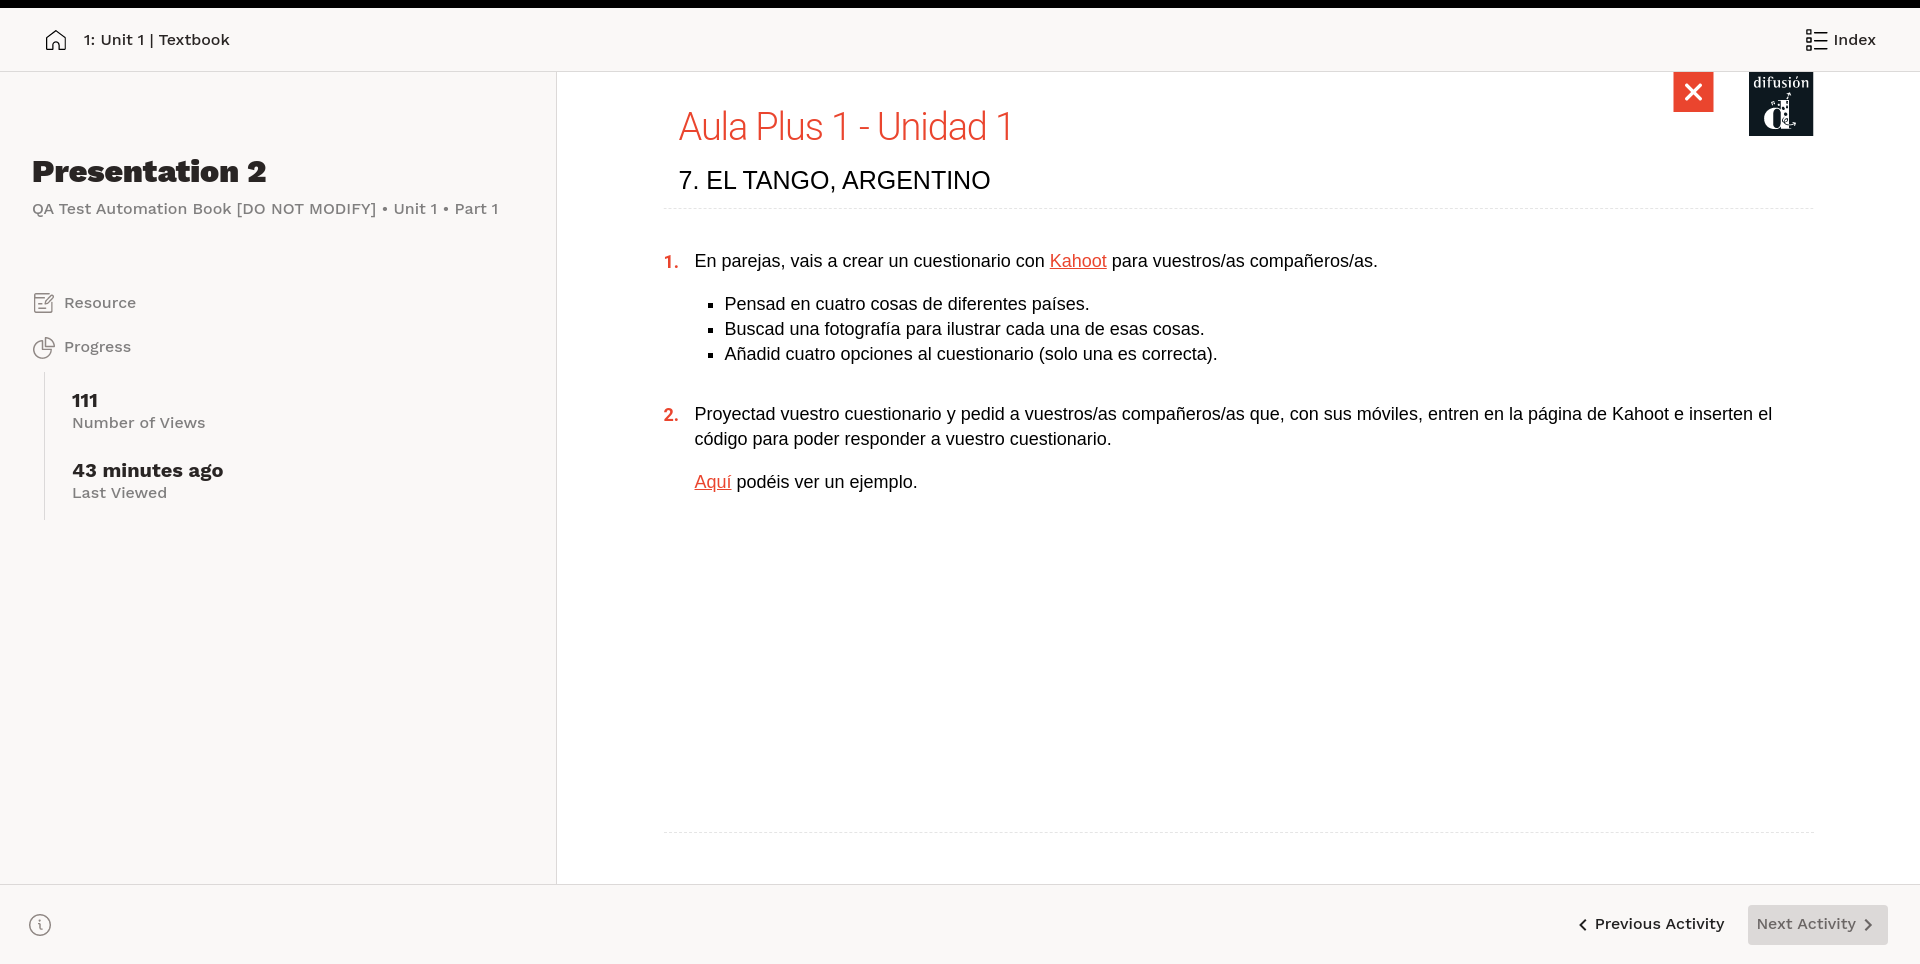 1: Unit 1 | Textbook
Index
Presentation 2
QA Test Automation Book [DO NOT MODIFY] • Unit 1 • Part 1
Resource
Progress
111
Number of Views
43 minutes ago
Last Viewed
difusión
d
Aula Plus 1 - Unidad 1
7. EL TANGO, ARGENTINO
1. En parejas, vais a crear un cuestionario con Kahoot para vuestros/as compañeros/as.
▪ Pensad en cuatro cosas de diferentes países.
▪ Buscad una fotografía para ilustrar cada una de esas cosas.
▪ Añadid cuatro opciones al cuestionario (solo una es correcta).
2. Proyectad vuestro cuestionario y pedid a vuestros/as compañeros/as que, con sus móviles, entren en la página de Kahoot e inserten el
código para poder responder a vuestro cuestionario.
Aquí podéis ver un ejemplo.
Previous Activity
Next Activity